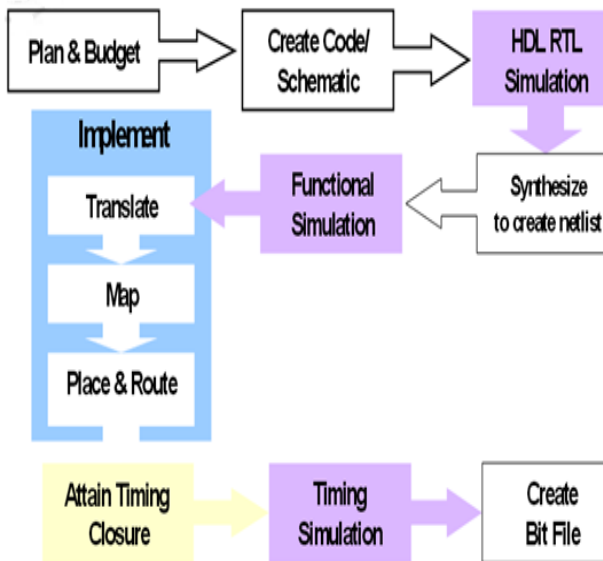 Plan & Budget
Create Code/
Schematic
HDL RTL
Simulation
Implement
Translate
Map
Place & Route
Functional
Simulation
Synthesize
to create netlist
Attain Timing
Closure
Timing
Simulation
Create
Bit File